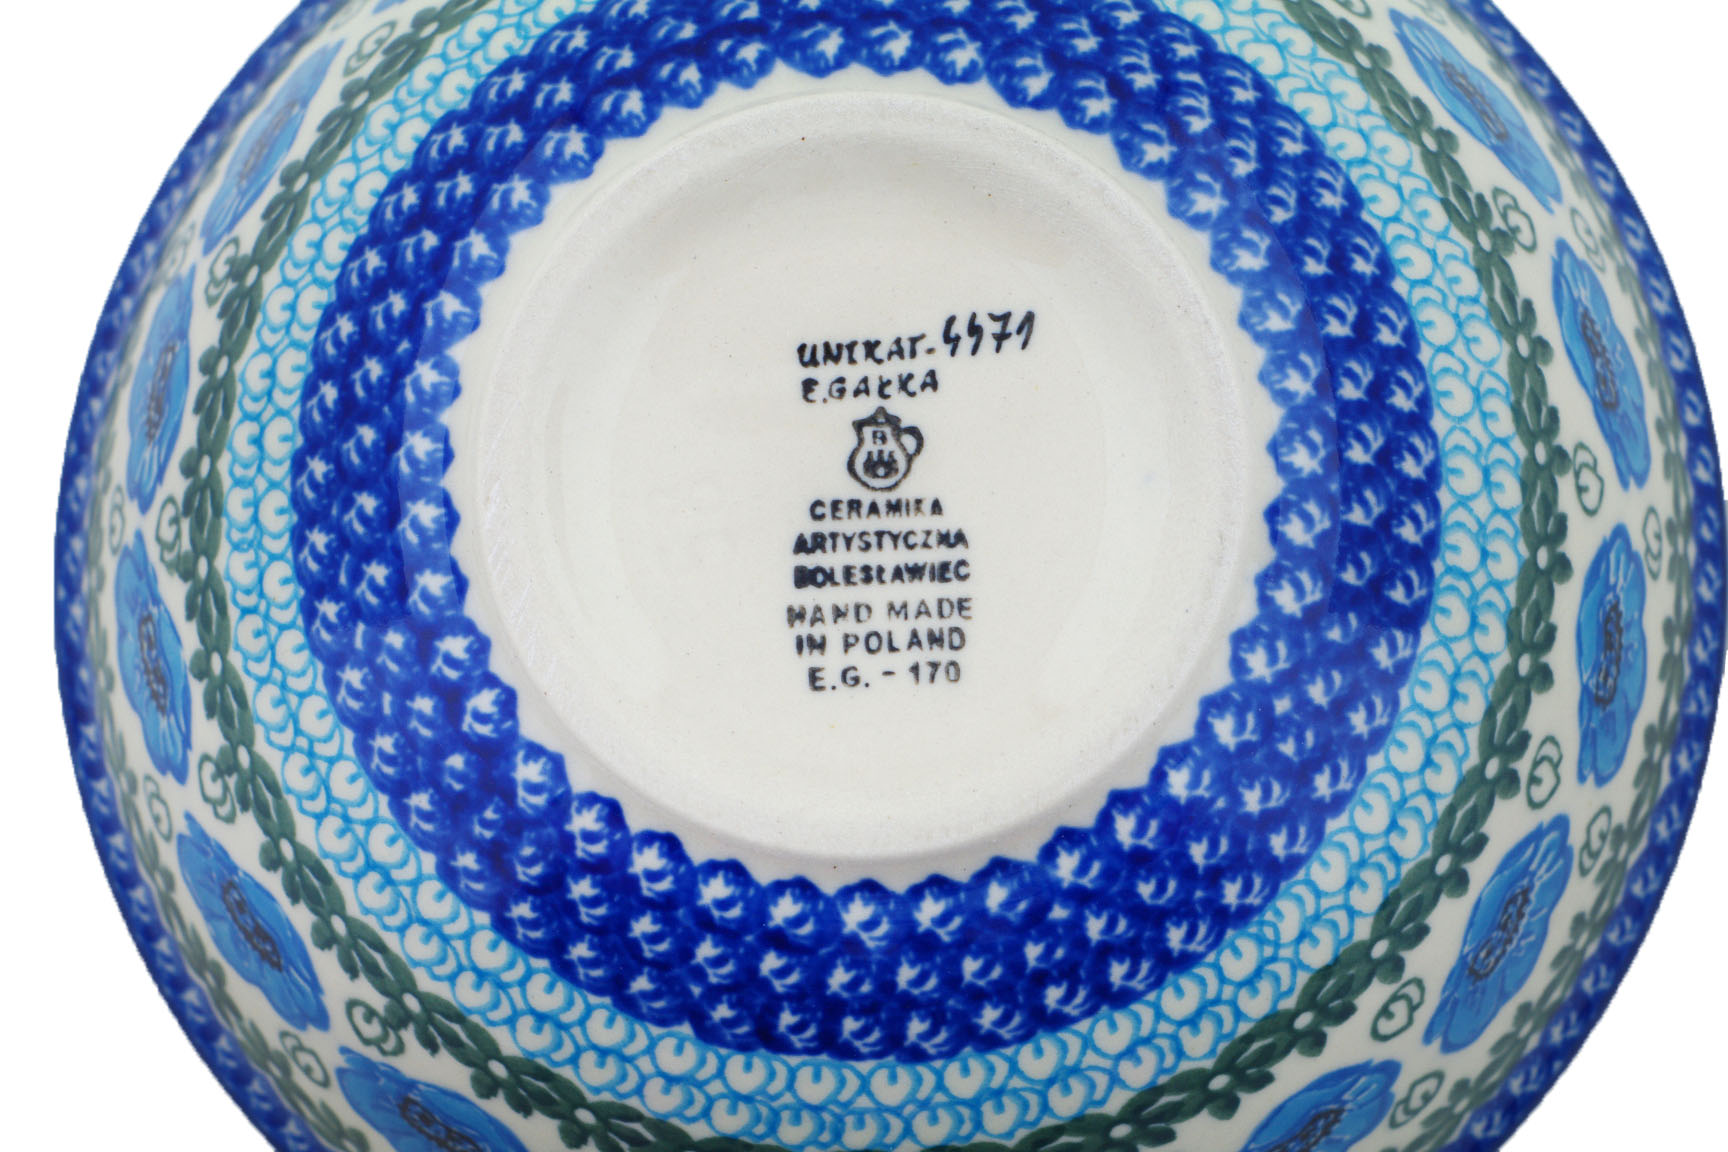 UNIKAT-4471
E.GAŁKA
B
CERAMIKA
ARTYSTYCZNA
BOLESŁAWIEC
HAND MADE
IN POLAND
E.G. - 170